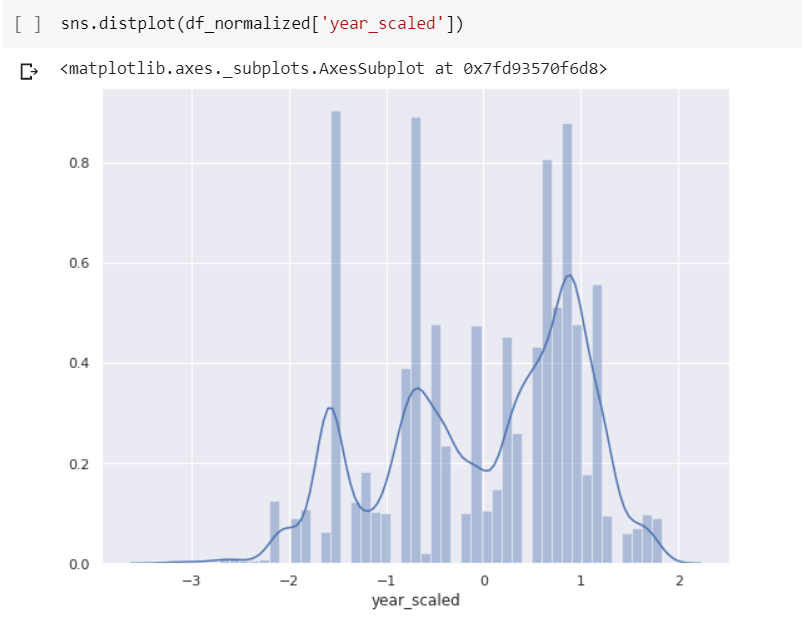 [ ] sns.distplot(df_normalized['year_scaled'])
<matplotlib.axes._subplots.AxesSubplot at 0x7fd93570f6d8>
0.8
0.6
0.4
0.2
0.0
−3 −2 −1 0 1 2
year_scaled